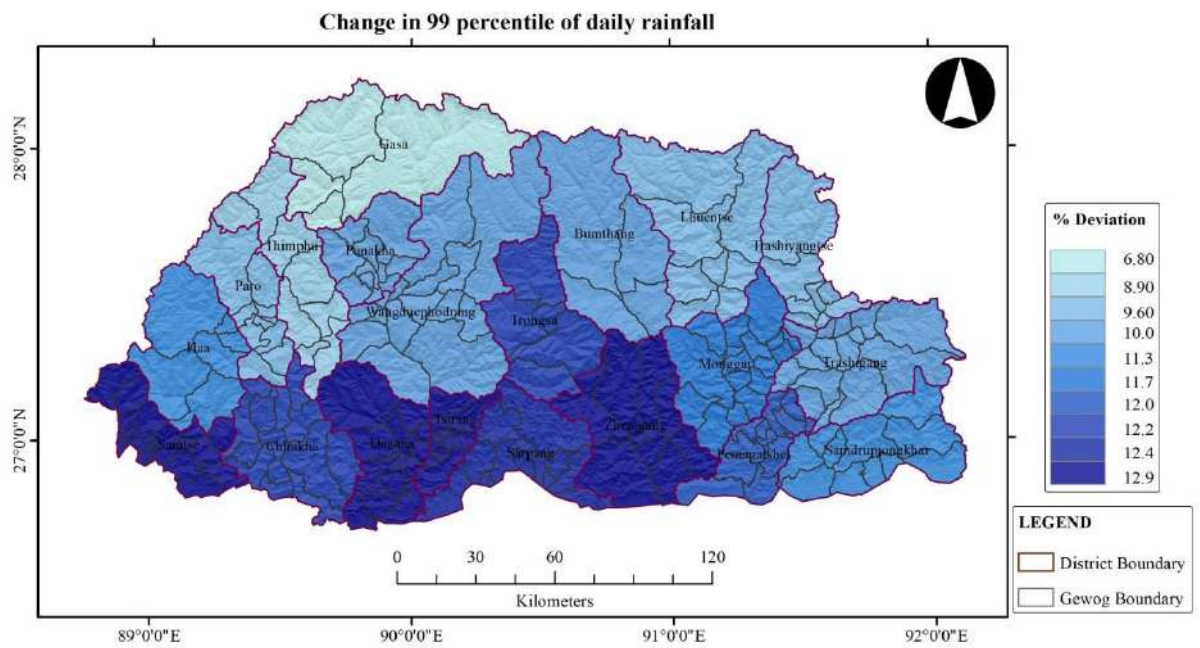 Change in 99 percentile of daily rainfall
28°0'0"N
27°0'0"N
Gasa
Lhuentse
Bumthang
Thimphu
Punakha
Trashiyangtse
Paro
Wangduephodning
Trongsa
Haa
Monggar
Trashigang
Tsirang
Zhemgang
Samtse
Chhukha
Dagana
Sarpang
Pemagatshel
Samdrupjongkhar
0 30 60 120
Kilometers
89°0'0"E 90°0'0"E 91°0'0"E 92°0'0"E
% Deviation
6.80
8.90
9.60
10.0
11.3
11.7
12.0
12.2
12.4
12.9
LEGEND
District Boundary
Gewog Boundary